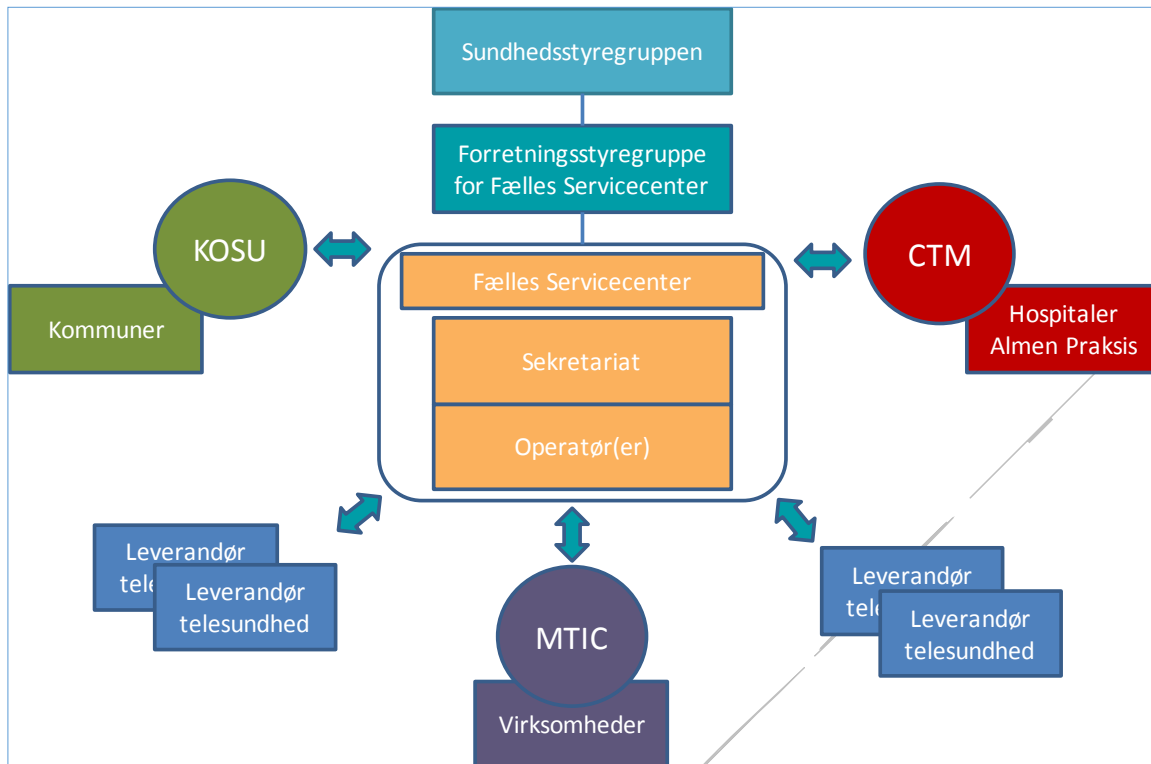 Sundhedsstyregruppen
Forretningsstyregruppe
for Fælles Servicecenter
KOSU
Kommuner
CTM
Hospitaler
Almen Praksis
Fælles Servicecenter
Sekretariat
Operatør(er)
Leverandør
Leverandør
telesundhed
MTIC
Virksomheder
Leverandør
Leverandør
telesundhed